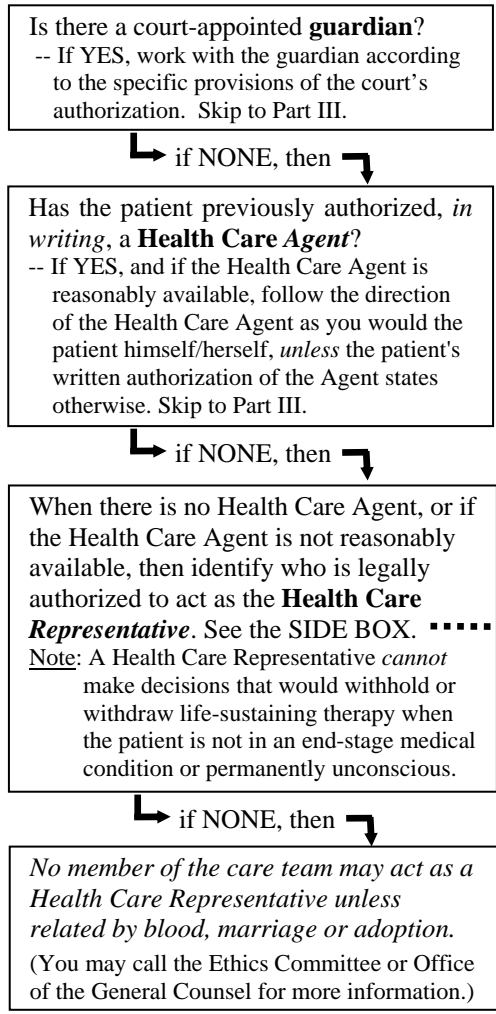 Is there a court-appointed guardian?
-- If YES, work with the guardian according
to the specific provisions of the court's
authorization. Skip to Part III.
if NONE, then
Has the patient previously authorized, in
writing, a Health Care Agent?
-- If YES, and if the Health Care Agent is
reasonably available, follow the direction
of the Health Care Agent as you would the
patient himself/herself, unless the patient's
written authorization of the Agent states
otherwise. Skip to Part III.
if NONE, then
When there is no Health Care Agent, or if
the Health Care Agent is not reasonably
available, then identify who is legally
authorized to act as the Health Care
Representative. See the SIDE BOX.
Note: A Health Care Representative cannot
make decisions that would withhold or
withdraw life-sustaining therapy when
the patient is not in an end-stage medical
condition or permanently unconscious.
if NONE, then
No member of the care team may act as a
Health Care Representative unless
related by blood, marriage or adoption.
(You may call the Ethics Committee or Office
of the General Counsel for more information.)